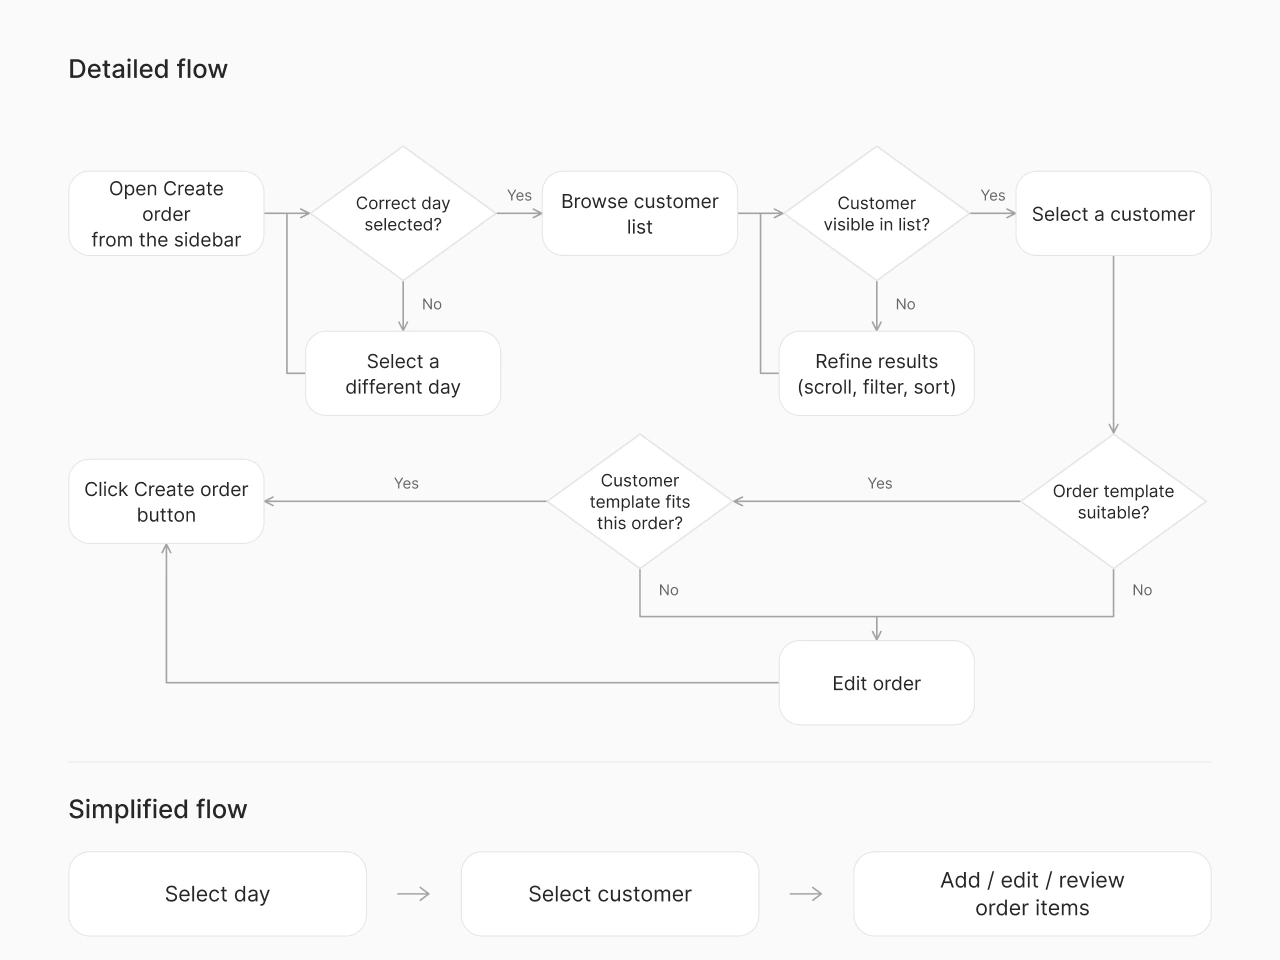 Detailed flow
Open Create
order
from the sidebar
Correct day
selected?
Yes
Browse customer
list
Customer
visible in list?
Yes
Select a customer
No
No
Select a
different day
Refine results
(scroll, filter, sort)
Click Create order
button
Yes
Customer
template fits
this order?
Yes
Order template
suitable?
No
No
Edit order
Simplified flow
Select day
Select customer
Add / edit / review
order items